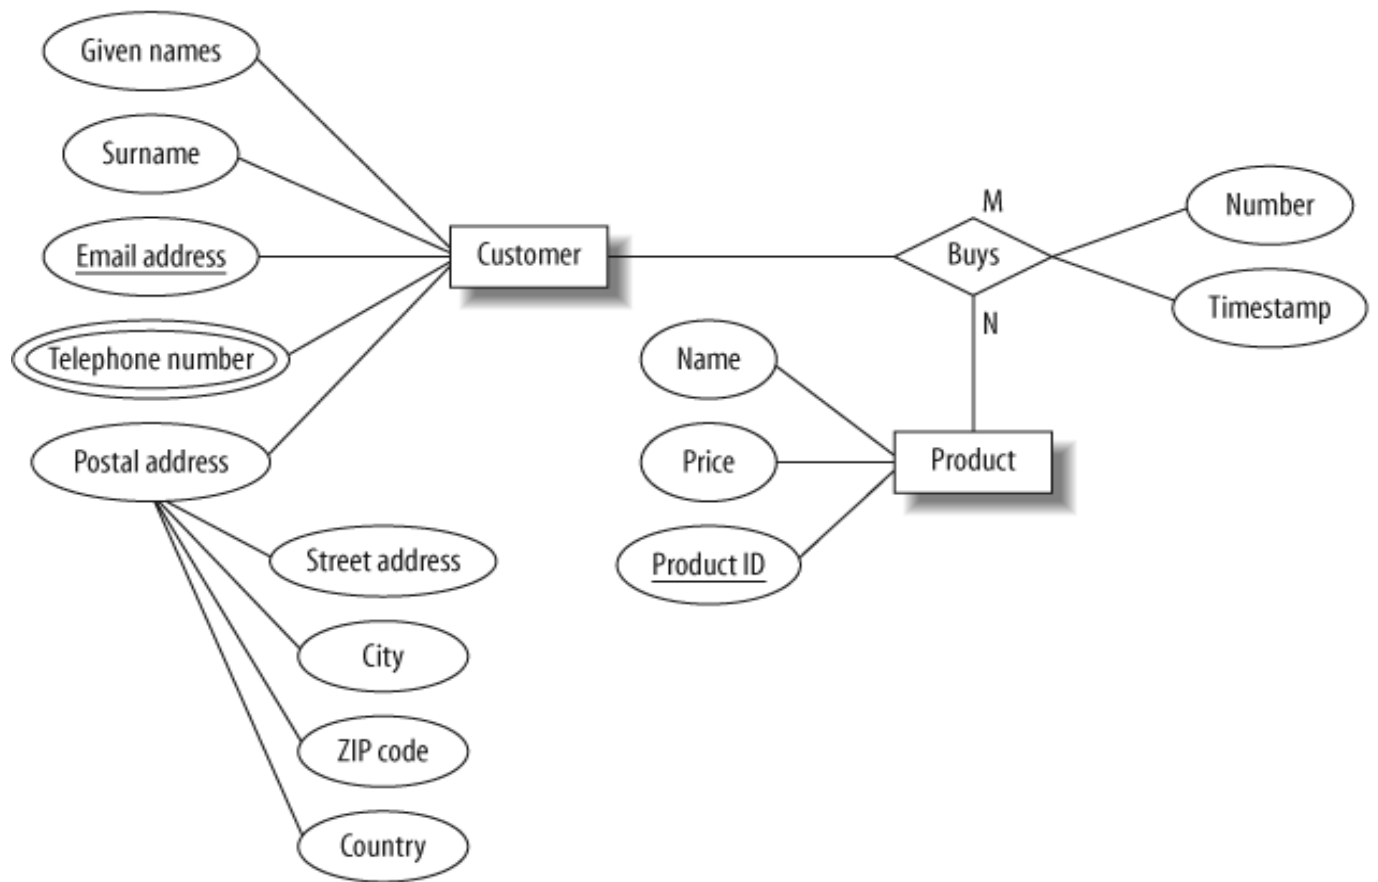 Given names
Surname
Email address
Telephone number
Postal address
Street address
City
ZIP code
Country
Customer
M
Buys
N
Number
Timestamp
Name
Price
Product ID
Product